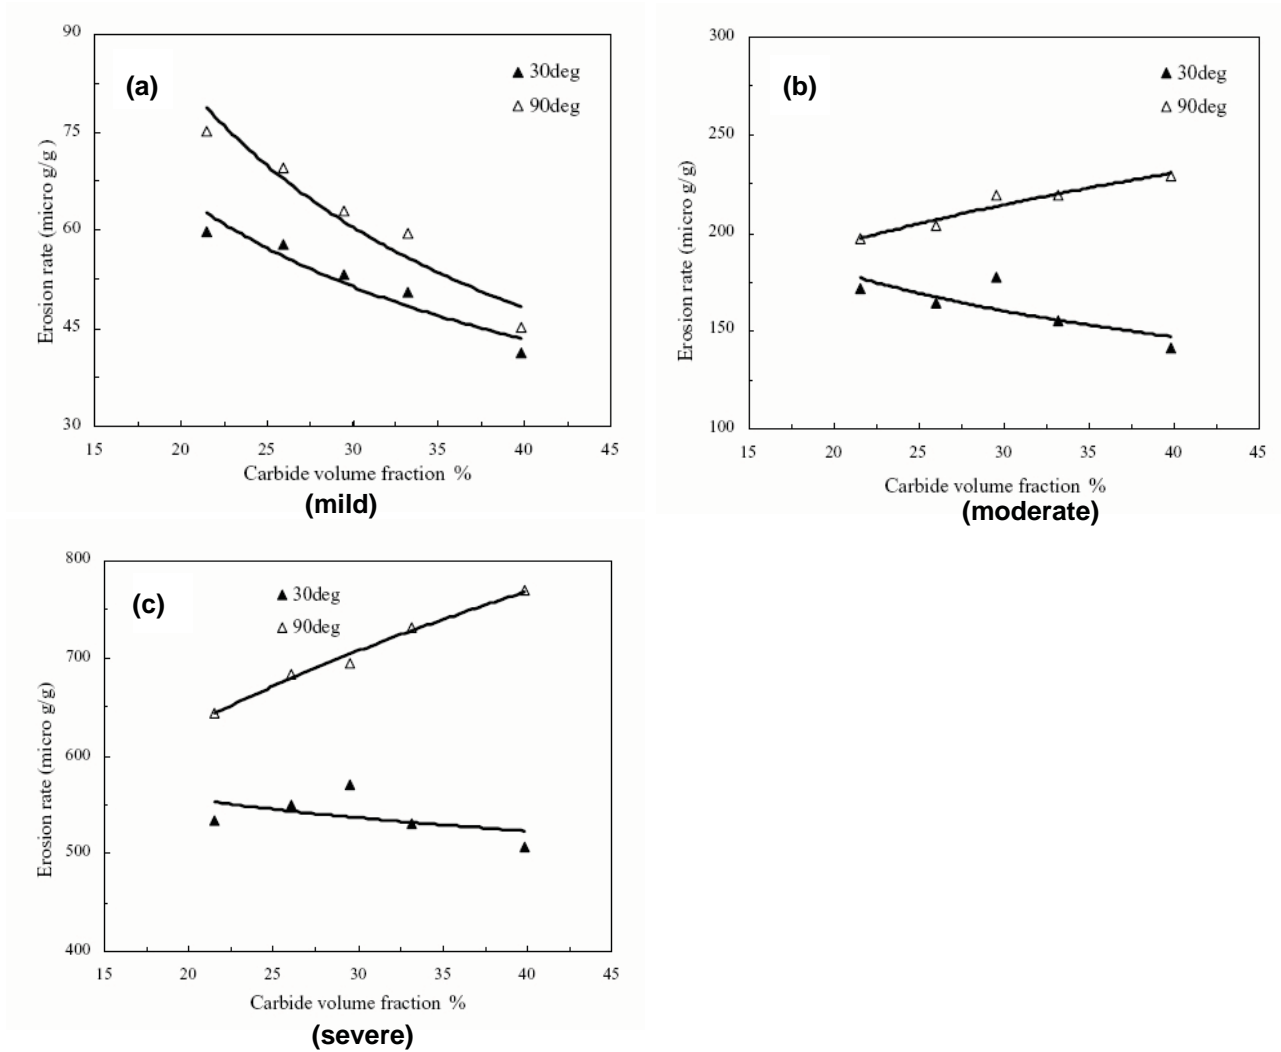 (a)
30deg
90deg
Erosion rate (micro g/g )
90
75
60
45
30
15 20 25 30 35 40 45
Carbide volume fraction %
(mild)
(b)
30deg
90deg
Erosion rate (micro g/g)
300
250
200
150
100
15 20 25 30 35 40 45
Carbide volume fraction %
(moderate)
(c)
30deg
90deg
Erosion rate (micro g/g)
800
700
600
500
400
15 20 25 30 35 40 45
Carbide volume fraction %
(severe)